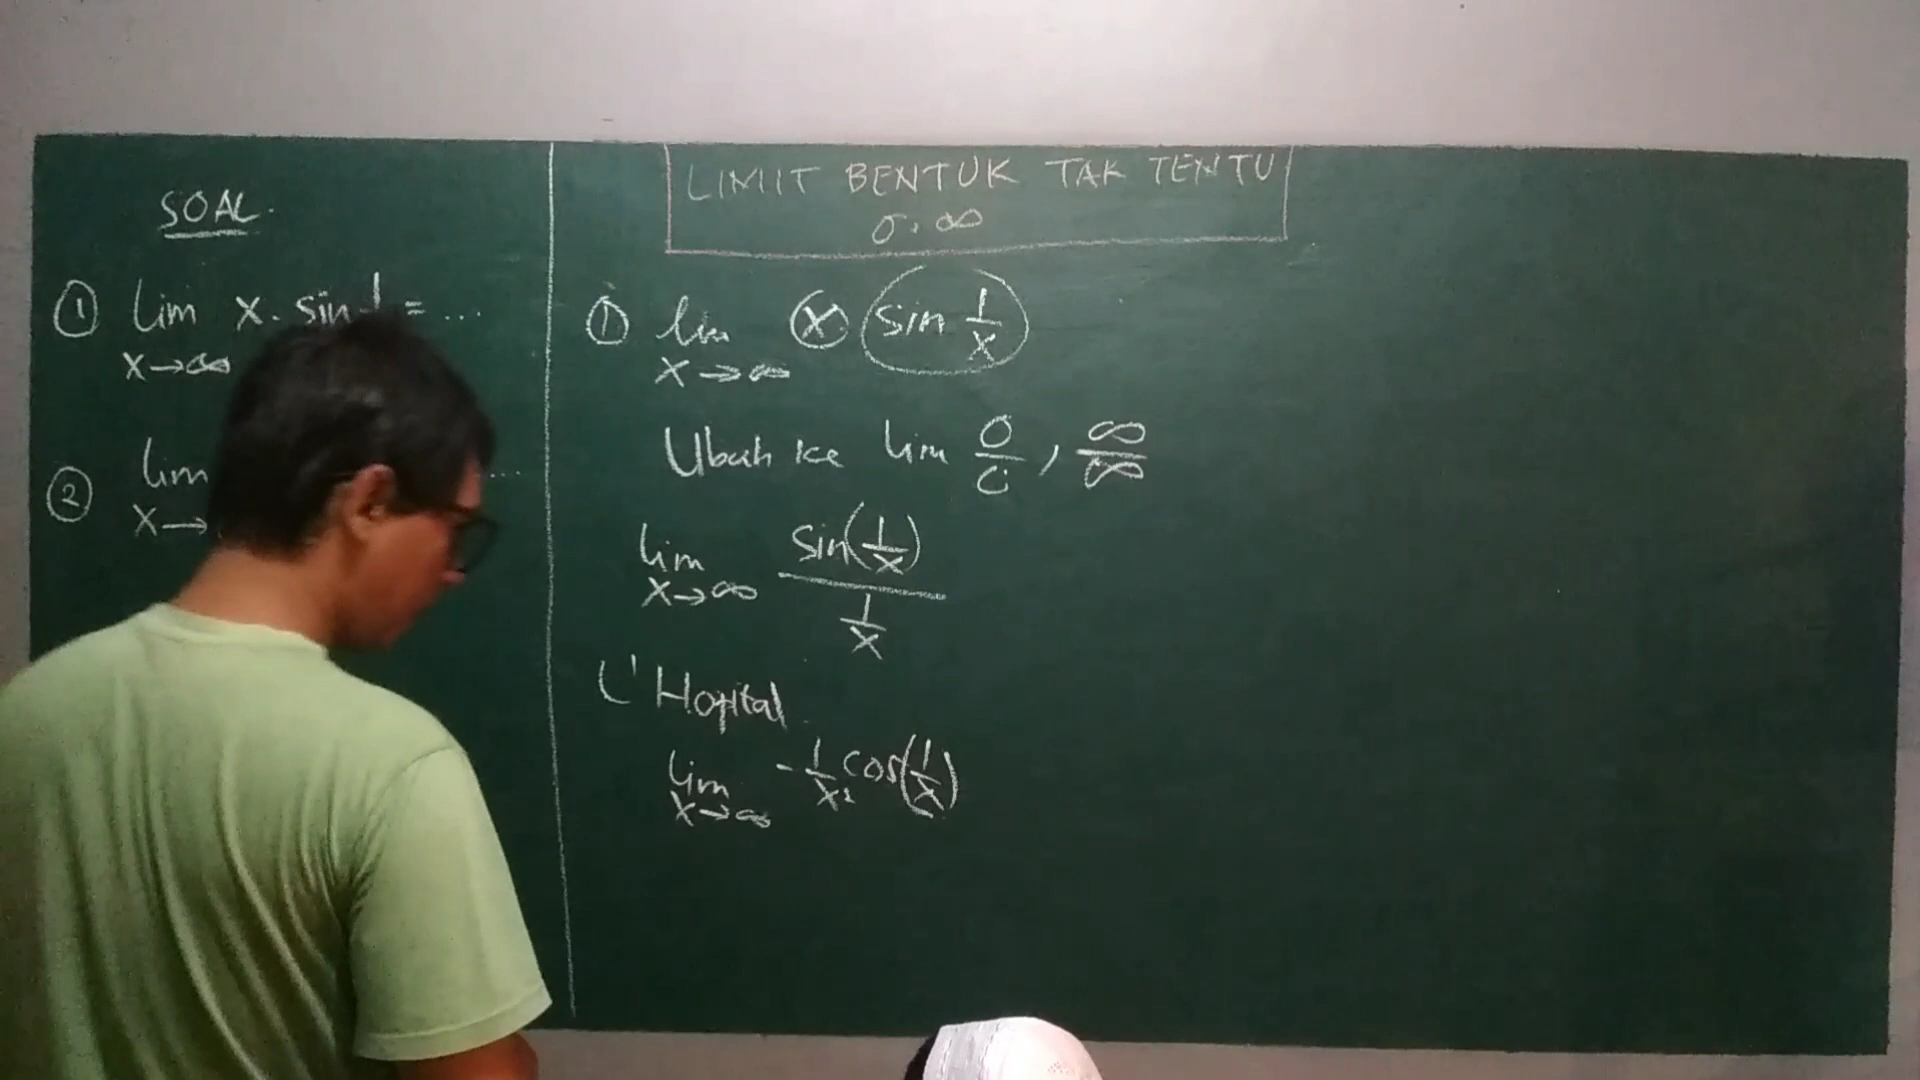 SOAL.
① lim x. sin 1 = ...
x→∞
② lim ...
x→
LIMIT BENTUK TAK TENTU
0.∞
① lim x sin 1/x
x→∞
Ubah ke lim 0/0, ∞/∞
lim sin(1/x)
x→∞ 1/x
L'Hopital
lim -1/x² cos(1/x)
x→∞